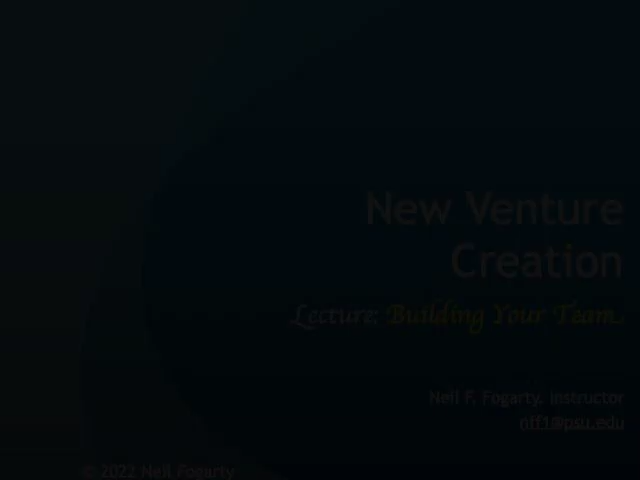 New Venture
Creation
Lecture: Building Your Team
Neil F. Fogarty, Instructor
nff1@psu.edu
© 2022 Neil Fogarty